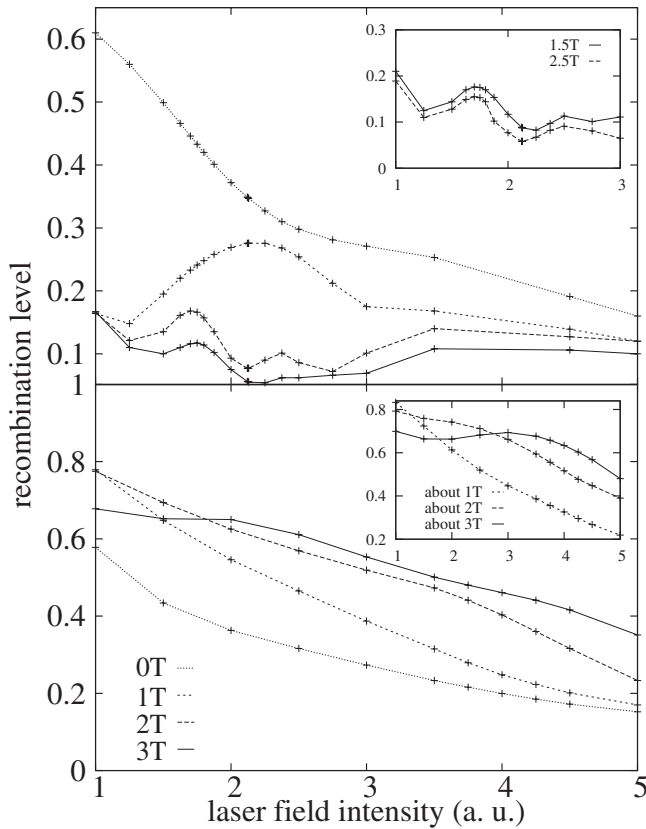 0.6
0.5
0.4
0.3
0.2
0.1
0.3
0.2
0.1
0
1.5T
2.5T
1 2 3
recombination level
1
0.8
0.6
0.4
0.2
0
0.8
0.6
0.4
0.2
about 1T
about 2T
about 3T
1 2 3 4 5
0T
1T
2T
3T
1 2 3 4 5
laser field intensity (a. u.)